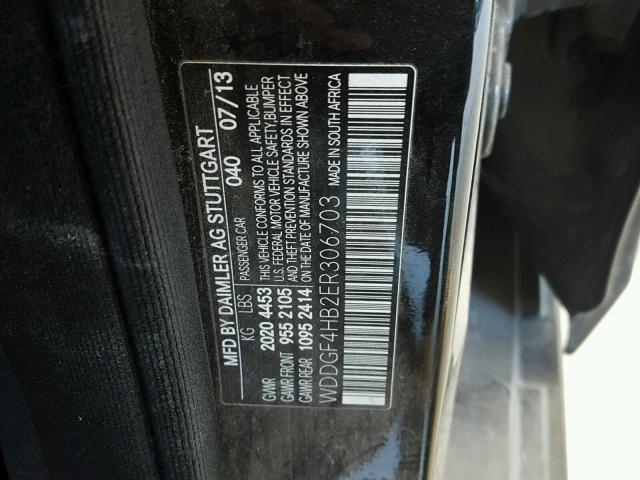 MFD BY DAIMLER AG STUTTGART
040 07/13
KG LBS PASSENGER CAR
GVWR 2020 4453 THIS VEHICLE CONFORMS TO ALL APPLICABLE
U.S. FEDERAL MOTOR VEHICLE SAFETY,BUMPER
GAWR FRONT 955 2105 AND THEFT PREVENTION STANDARDS IN EFFECT
GAWR REAR 1095 2414 ON THE DATE OF MANUFACTURE SHOWN ABOVE
WDDGF4HB2ER306703 MADE IN SOUTH AFRICA